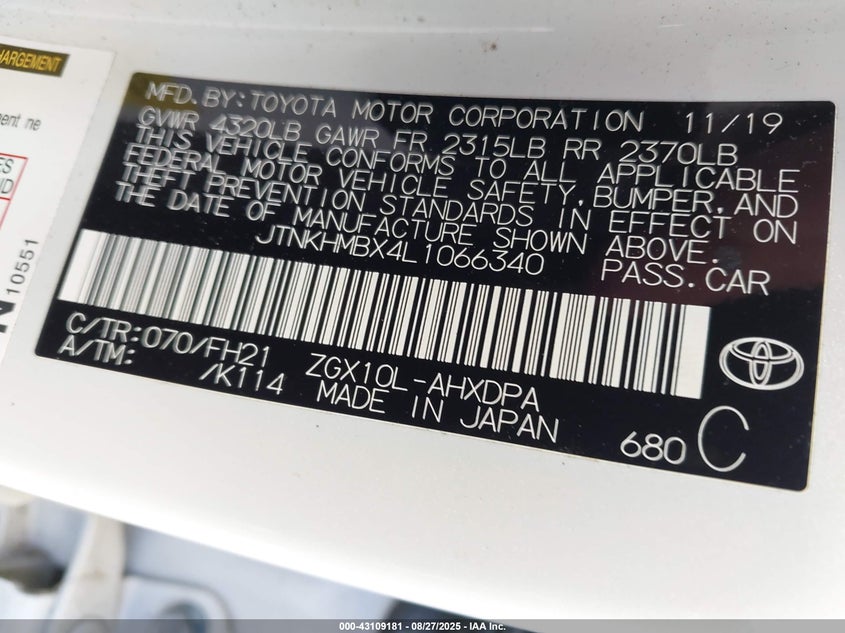 HARGEMENT
ent ne
ES
ND
10551
MFD. BY: TOYOTA MOTOR CORPORATION 11/19
GVWR 4320LB GAWR FR 2315LB RR 2370LB
THIS VEHICLE CONFORMS TO ALL APPLICABLE
FEDERAL MOTOR VEHICLE SAFETY, BUMPER, AND
THEFT PREVENTION STANDARDS IN EFFECT ON
THE DATE OF MANUFACTURE SHOWN ABOVE.
JTNKHMBX4L1066340 PASS. CAR
C/TR: 070/FH21 ZGX10L-AHXDPA
A/TM: /K114 MADE IN JAPAN
680 C
000-43109181 - 08/27/2025 - IAA Inc.